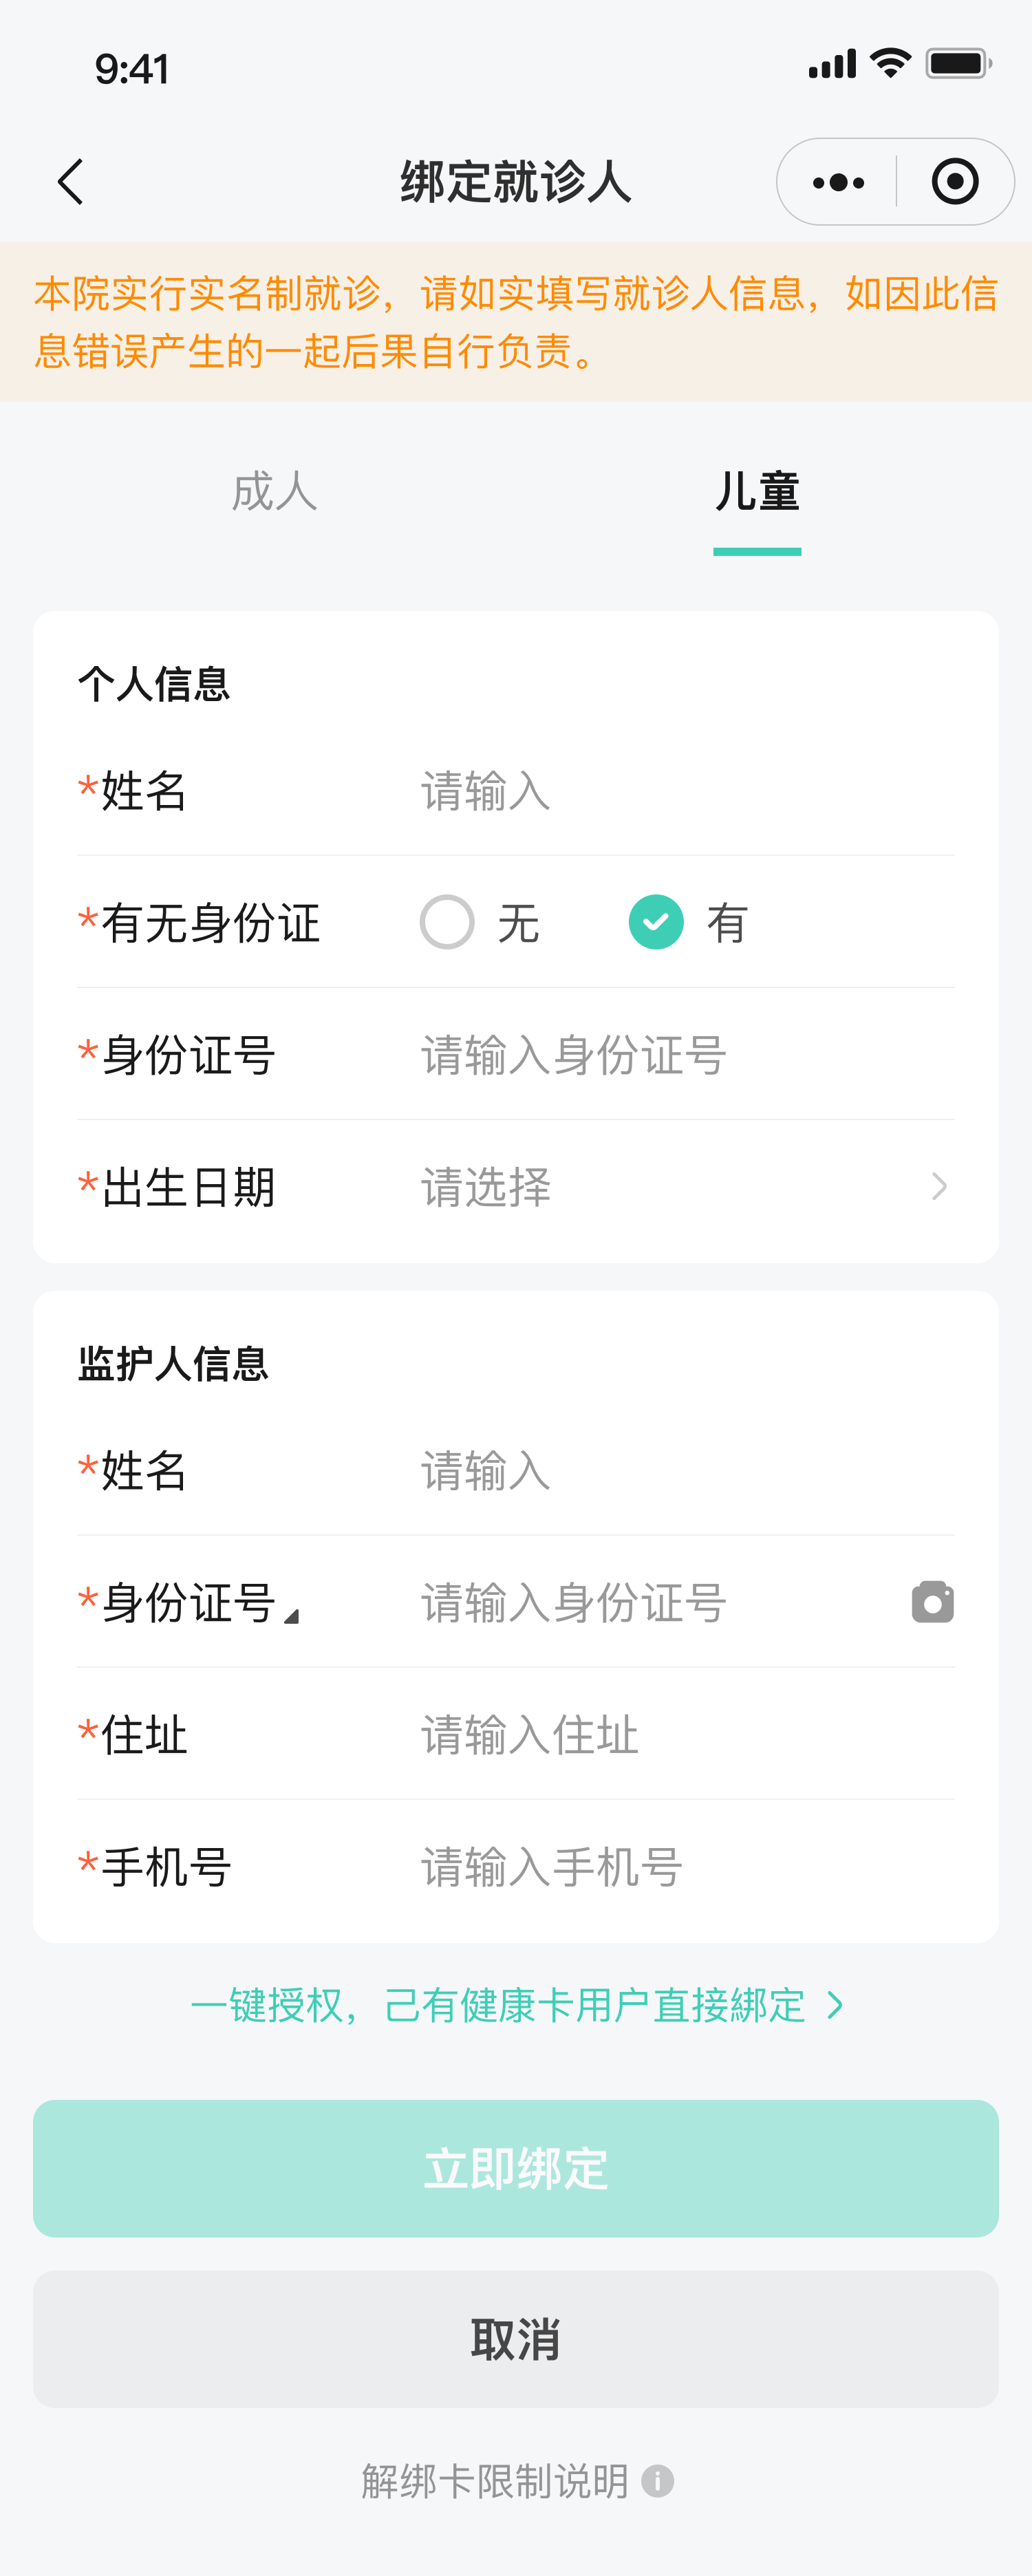 9:41
绑定就诊人
本院实行实名制就诊，请如实填写就诊人信息，如因此信
息错误产生的一起后果自行负责。
成人 儿童
个人信息
*姓名 请输入
*有无身份证 无 有
*身份证号 请输入身份证号
*出生日期 请选择
监护人信息
*姓名 请输入
*身份证号 请输入身份证号
*住址 请输入住址
*手机号 请输入手机号
一键授权，己有健康卡用户直接綁定
立即绑定
取消
解绑卡限制说明